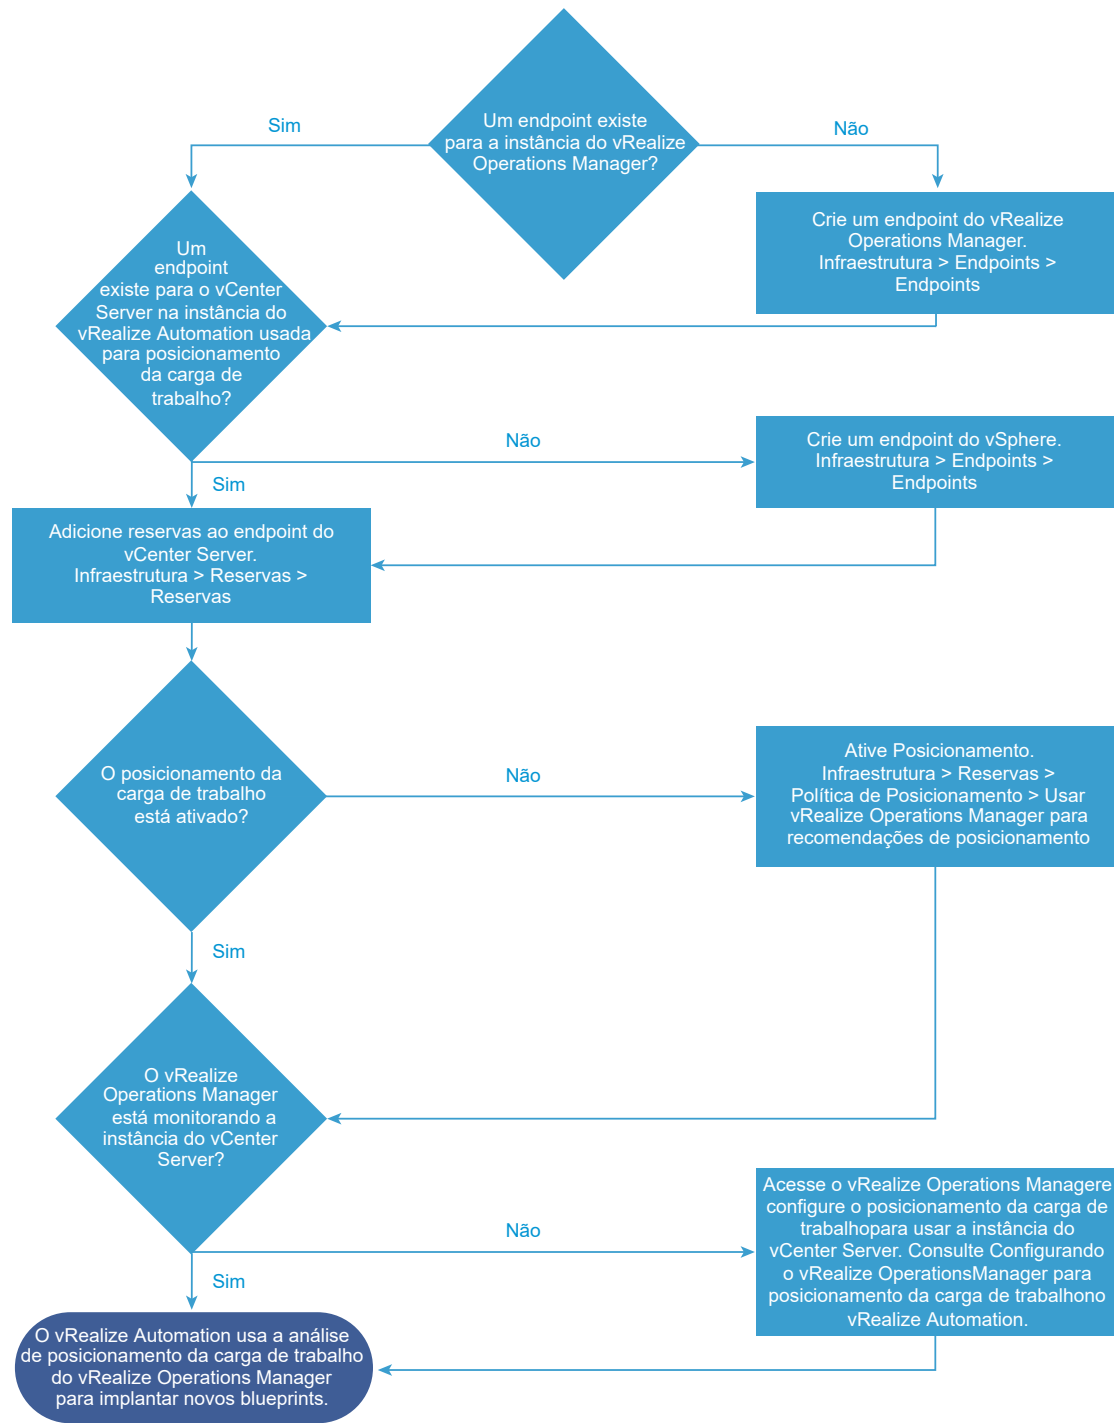 Um endpoint existe
para a instância do vRealize
Operations Manager?
Sim
Não
Crie um endpoint do vRealize
Operations Manager.
Infraestrutura > Endpoints >
Endpoints
Um
endpoint
existe para o vCenter
Server na instância do
vRealize Automation usada
para posicionamento
da carga de
trabalho?
Não
Sim
Crie um endpoint do vSphere.
Infraestrutura > Endpoints >
Endpoints
Adicione reservas ao endpoint do
vCenter Server.
Infraestrutura > Reservas >
Reservas
O posicionamento da
carga de trabalho
está ativado?
Não
Sim
Ative Posicionamento.
Infraestrutura > Reservas >
Política de Posicionamento > Usar
vRealize Operations Manager para
recomendações de posicionamento
O vRealize
Operations Manager
está monitorando a
instância do vCenter
Server?
Não
Sim
Acesse o vRealize Operations Managere
configure o posicionamento da carga de
trabalhopara usar a instância do
vCenter Server. Consulte Configurando
o vRealize OperationsManager para
posicionamento da carga de trabalhono
vRealize Automation.
O vRealize Automation usa a análise
de posicionamento da carga de trabalho
do vRealize Operations Manager
para implantar novos blueprints.